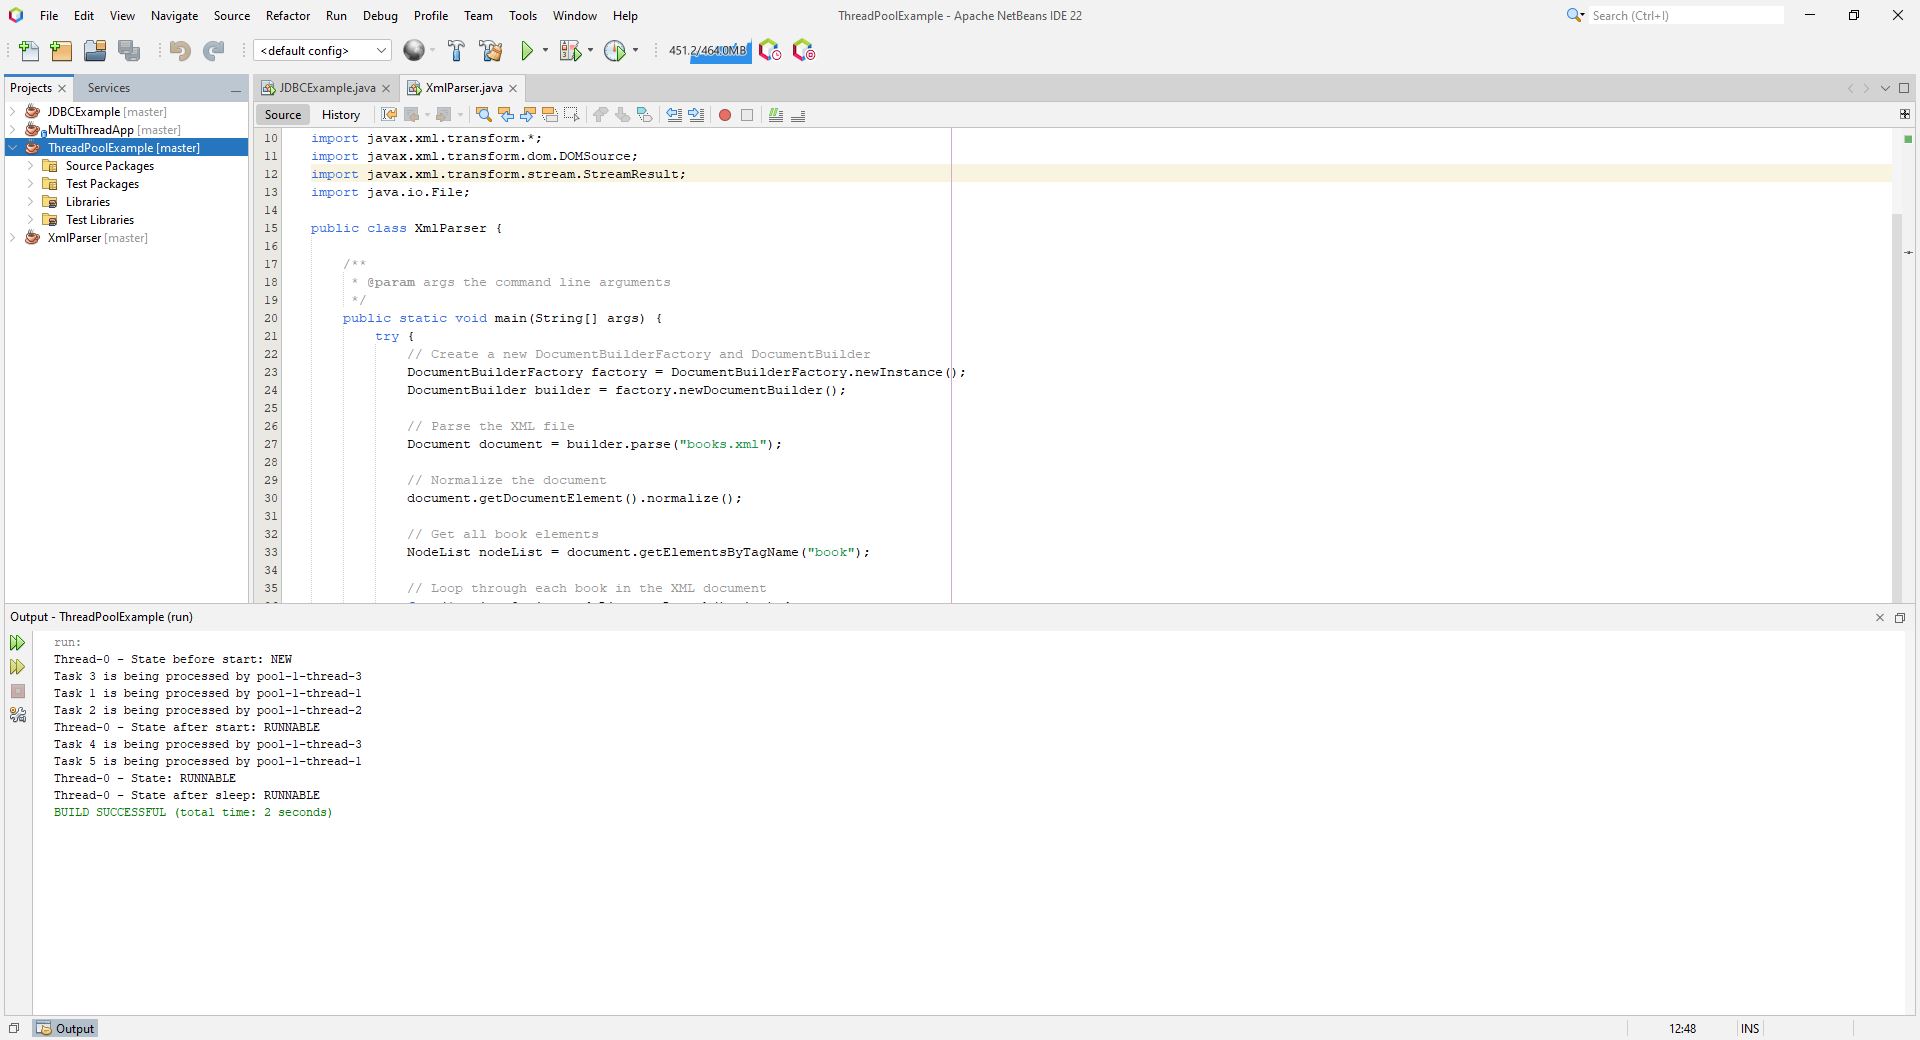 File Edit View Navigate Source Refactor Run Debug Profile Team Tools Window Help
ThreadPoolExample - Apache NetBeans IDE 22
Search (Ctrl+I)
<default config>
451.2/464.0MB
Projects
Services
JDBCExample.java
XmlParser.java
Source
History
JDBCExample [master]
MultiThreadApp [master]
ThreadPoolExample [master]
Source Packages
Test Packages
Libraries
Test Libraries
XmlParser [master]
10 import javax.xml.transform.*;
11 import javax.xml.transform.dom.DOMSource;
12 import javax.xml.transform.stream.StreamResult;
13 import java.io.File;
14
15 public class XmlParser {
16
17 /**
18 * @param args the command line arguments
19 */
20 public static void main(String[] args) {
21 try {
22 // Create a new DocumentBuilderFactory and DocumentBuilder
23 DocumentBuilderFactory factory = DocumentBuilderFactory.newInstance();
24 DocumentBuilder builder = factory.newDocumentBuilder();
25
26 // Parse the XML file
27 Document document = builder.parse("books.xml");
28
29 // Normalize the document
30 document.getDocumentElement().normalize();
31
32 // Get all book elements
33 NodeList nodeList = document.getElementsByTagName("book");
34
35 // Loop through each book in the XML document
Output - ThreadPoolExample (run)
run:
Thread-0 - State before start: NEW
Task 3 is being processed by pool-1-thread-3
Task 1 is being processed by pool-1-thread-1
Task 2 is being processed by pool-1-thread-2
Thread-0 - State after start: RUNNABLE
Task 4 is being processed by pool-1-thread-3
Task 5 is being processed by pool-1-thread-1
Thread-0 - State: RUNNABLE
Thread-0 - State after sleep: RUNNABLE
BUILD SUCCESSFUL (total time: 2 seconds)
Output
12:48
INS